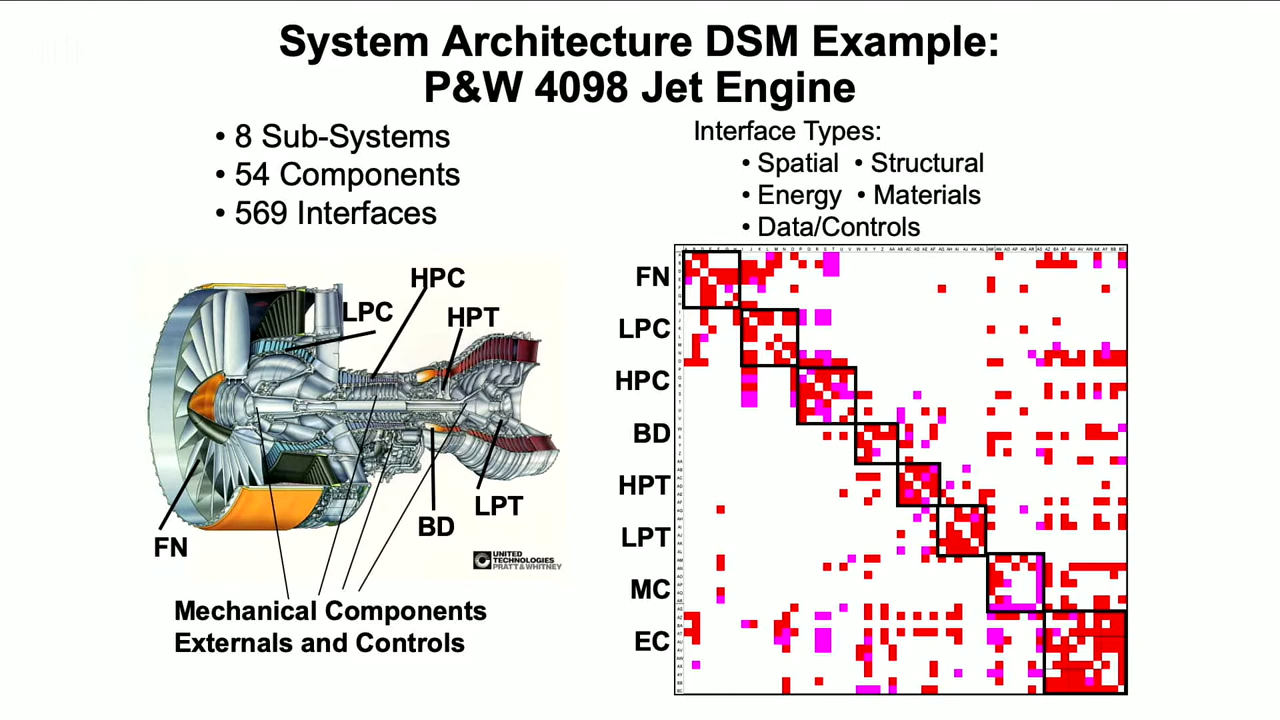 System Architecture DSM Example:
P&W 4098 Jet Engine
• 8 Sub-Systems
• 54 Components
• 569 Interfaces
Interface Types:
• Spatial • Structural
• Energy • Materials
• Data/Controls
HPC
LPC
HPT
LPT
BD
FN
UNITED
TECHNOLOGIES
PRATT & WHITNEY
Mechanical Components
Externals and Controls
FN
LPC
HPC
BD
HPT
LPT
MC
EC